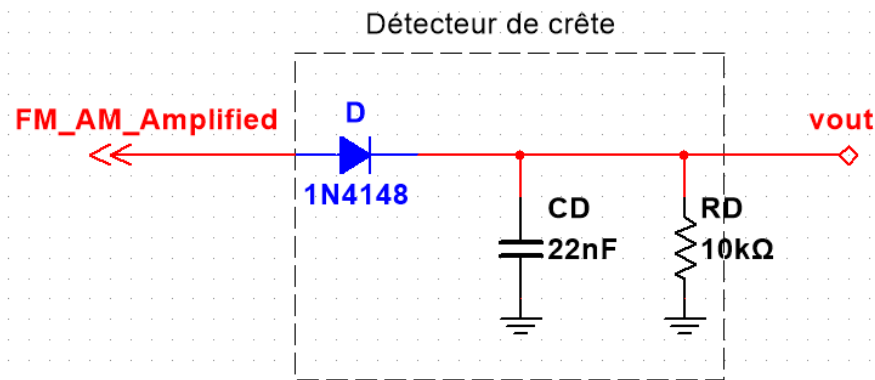 Détecteur de crête
FM_AM_Amplified
D
vout
1N4148
CD
RD
22nF
10kΩ